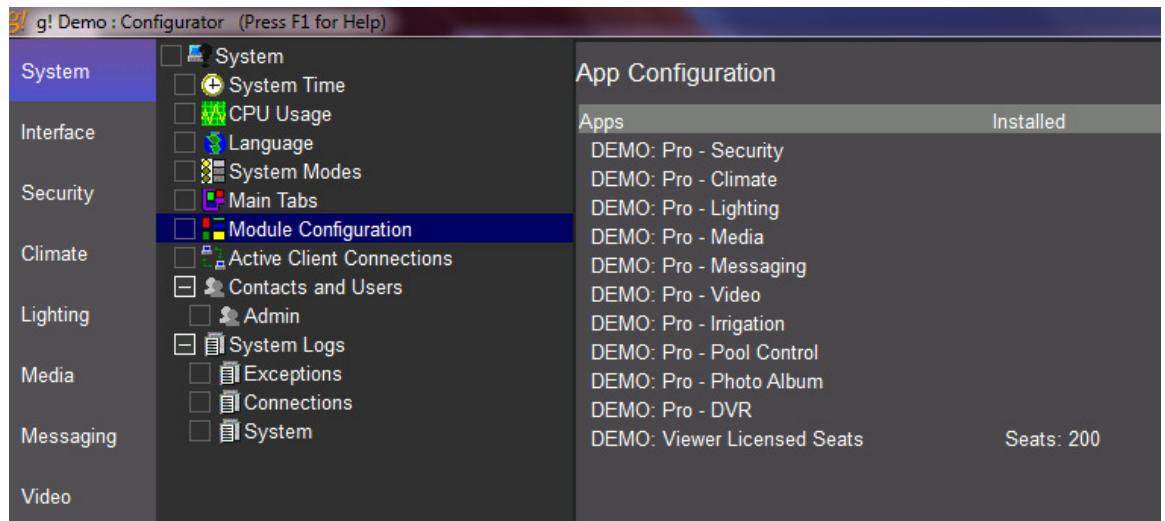 g! g! Demo : Configurator (Press F1 for Help)
System
Interface
Security
Climate
Lighting
Media
Messaging
Video
System
System Time
CPU Usage
Language
System Modes
Main Tabs
Module Configuration
Active Client Connections
Contacts and Users
Admin
System Logs
Exceptions
Connections
System
App Configuration
Apps Installed
DEMO: Pro - Security
DEMO: Pro - Climate
DEMO: Pro - Lighting
DEMO: Pro - Media
DEMO: Pro - Messaging
DEMO: Pro - Video
DEMO: Pro - Irrigation
DEMO: Pro - Pool Control
DEMO: Pro - Photo Album
DEMO: Pro - DVR
DEMO: Viewer Licensed Seats Seats: 200